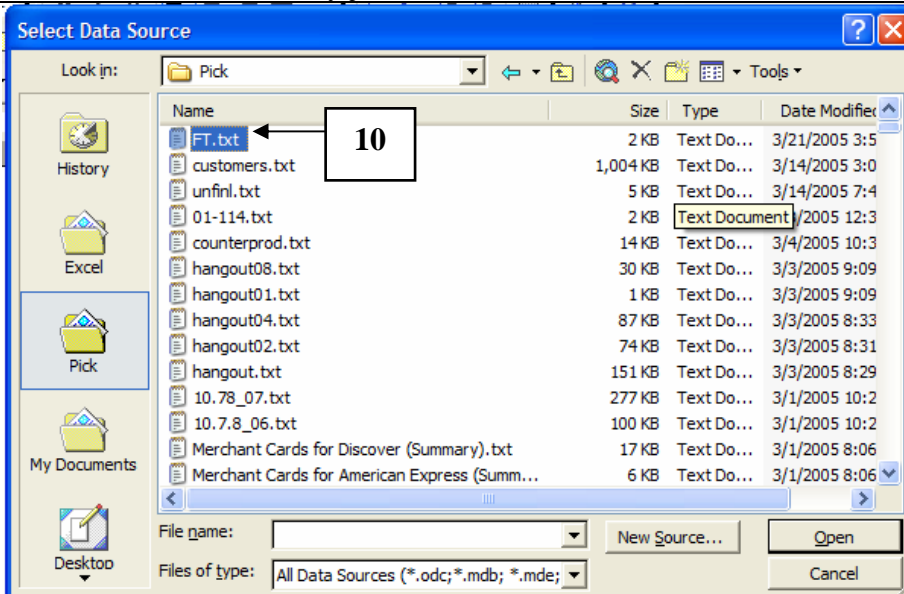 Select Data Source
Look in: Pick Tools
Name Size Type Date Modified
FT.txt 2 KB Text Do... 3/21/2005 3:5
10
customers.txt 1,004 KB Text Do... 3/14/2005 3:0
unfinl.txt 5 KB Text Do... 3/14/2005 7:4
01-114.txt 2 KB Text Document /2005 12:3
counterprod.txt 14 KB Text Do... 3/4/2005 10:3
hangout08.txt 30 KB Text Do... 3/3/2005 9:09
hangout01.txt 1 KB Text Do... 3/3/2005 9:09
hangout04.txt 87 KB Text Do... 3/3/2005 8:33
hangout02.txt 74 KB Text Do... 3/3/2005 8:31
hangout.txt 151 KB Text Do... 3/3/2005 8:29
10.78_07.txt 277 KB Text Do... 3/1/2005 10:2
10.7.8_06.txt 100 KB Text Do... 3/1/2005 10:2
Merchant Cards for Discover (Summary).txt 17 KB Text Do... 3/1/2005 8:06
Merchant Cards for American Express (Summ... 6 KB Text Do... 3/1/2005 8:06
History
Excel
Pick
My Documents
Desktop
File name: New Source... Open
Files of type: All Data Sources (*.odc;*.mdb; *.mde; Cancel